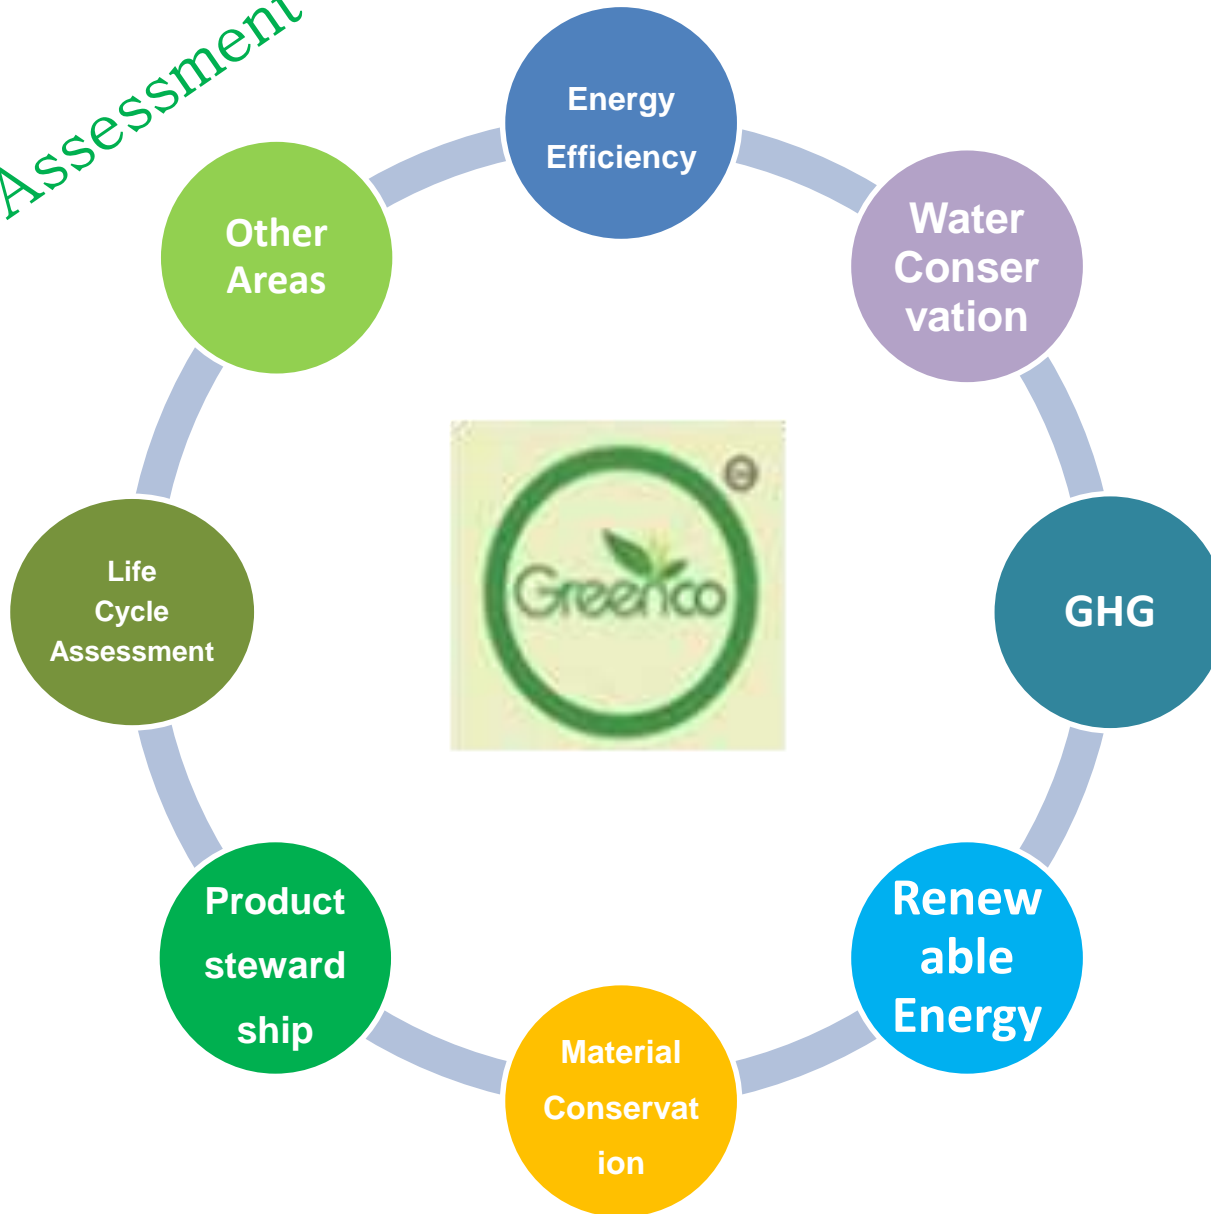 Assessment
Energy
Efficiency
Water
Conser
vation
GHG
Renew
able
Energy
Material
Conservat
ion
Product
steward
ship
Life
Cycle
Assessment
Other
Areas
Greenco